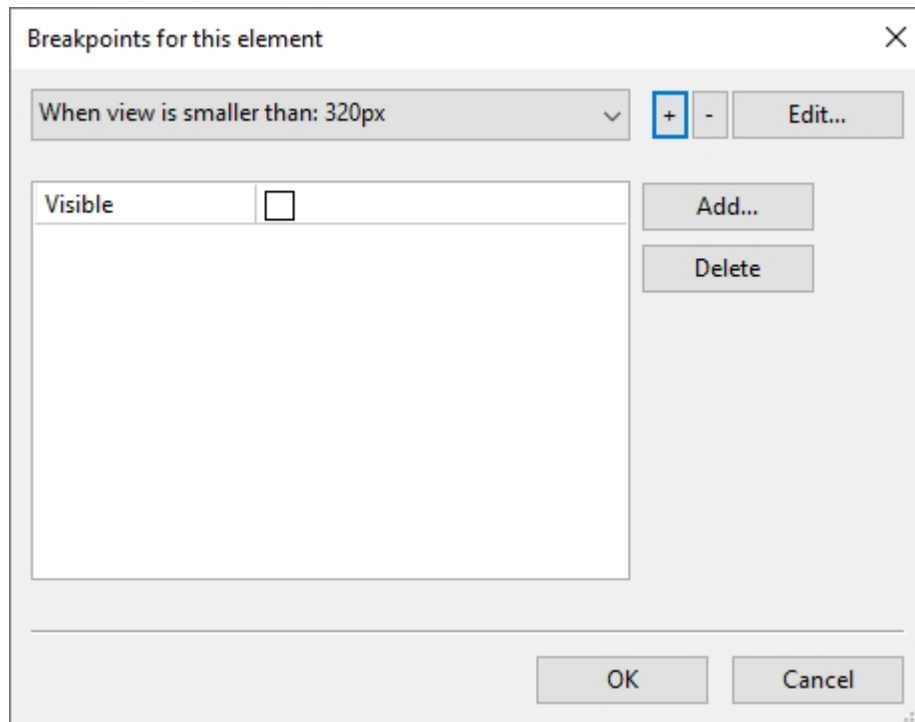 Breakpoints for this element
When view is smaller than: 320px
+
-
Edit...
Visible
Add...
Delete
OK
Cancel